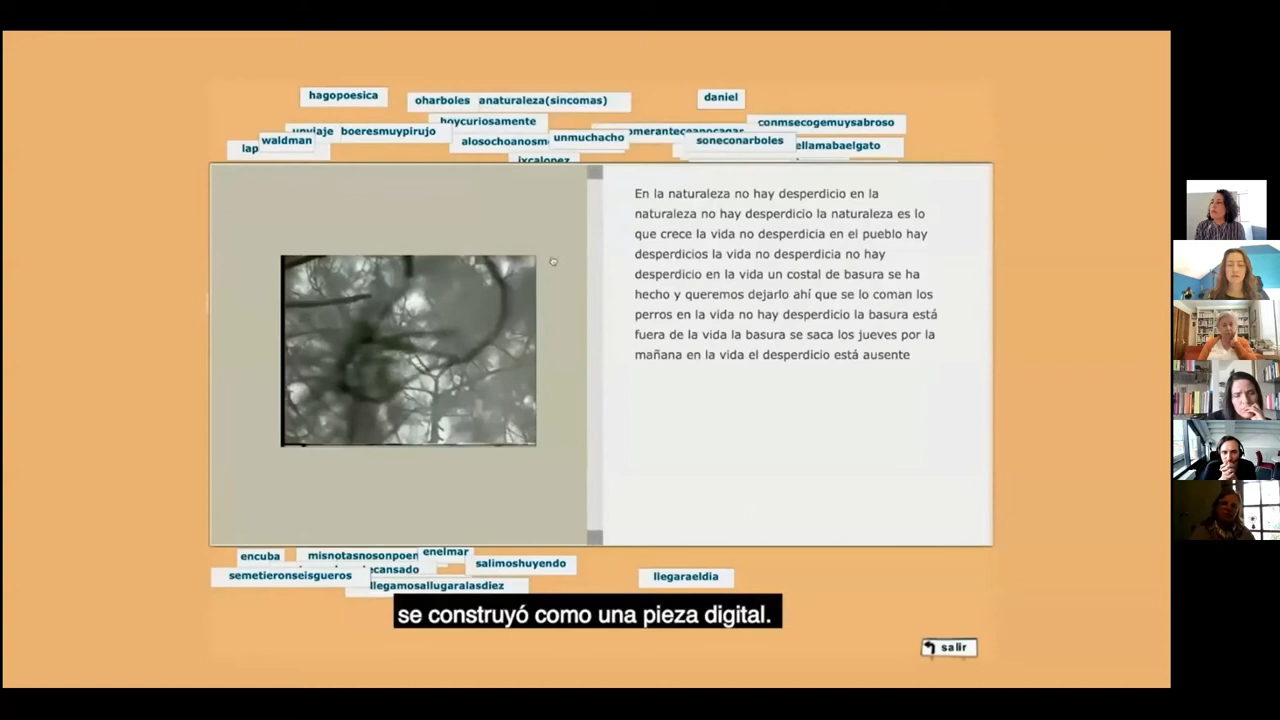 hagopoesica
oharboles
anaturaleza(sincomas)
daniel
hoycuriosamente
conmsecogemuysabroso
unviaje
boeresmuypirujo
waldman
alosochoanosm
unmuchacho
omeranteceanocagar
soneconarboles
ellamabaelgato
lap
ixcalopez
En la naturaleza no hay desperdicio en la
naturaleza no hay desperdicio la naturaleza es lo
que crece la vida no desperdicia en el pueblo hay
desperdicios la vida no desperdicia no hay
desperdicio en la vida un costal de basura se ha
hecho y queremos dejarlo ahí que se lo coman los
perros en la vida no hay desperdicio la basura está
fuera de la vida la basura se saca los jueves por la
mañana en la vida el desperdicio está ausente
encuba
misnotasnosonpoen
enelmar
salimoshuyendo
ecansado
semetieronseisgueros
llegamosallugaralasdiez
llegaraeldia
se construyó como una pieza digital.
salir